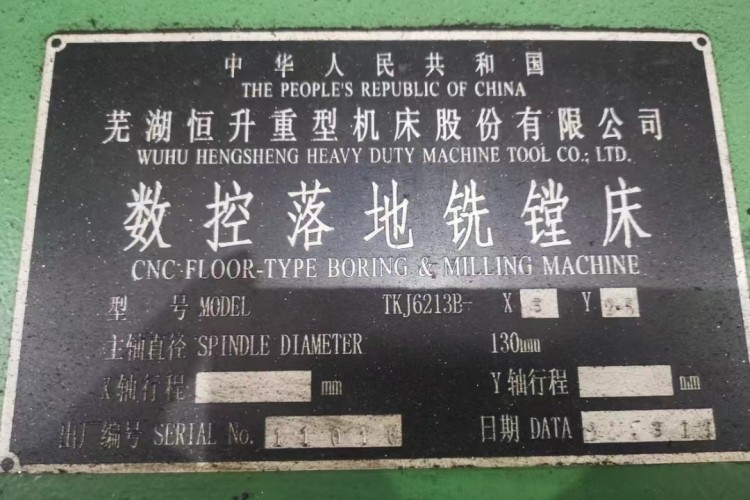 中华人民共和国
THE PEOPLE'S REPUBLIC OF CHINA
芜湖恒升重型机床股份有限公司
WUHU HENGSHENG HEAVY DUTY MACHINE TOOL CO.; LTD.
数控落地铣镗床
CNC FLOOR-TYPE BORING & MILLING MACHINE
型 号 MODEL TKJ6213B- X 5 Y 2.5
主轴直径 SPINDLE DIAMETER 130mm
X轴行程 mm Y轴行程 mm
出厂编号 SERIAL No. 日期 DATA